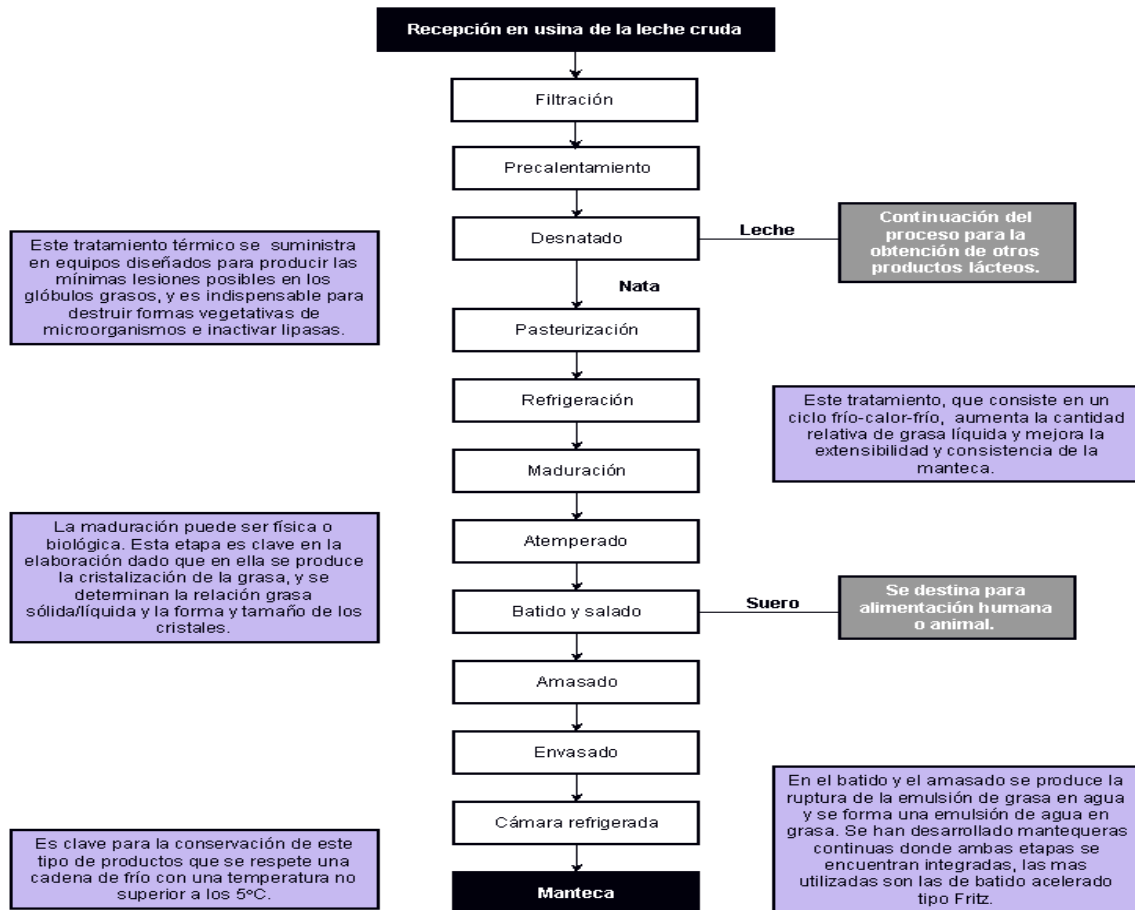 Recepción en usina de la leche cruda
Filtración
Precalentamiento
Desnatado
Leche
Continuación del
proceso para la
obtención de otros
productos lácteos.
Este tratamiento térmico se suministra
en equipos diseñados para producir las
mínimas lesiones posibles en los
glóbulos grasos, y es indispensable para
destruir formas vegetativas de
microorganismos e inactivar lipasas.
Nata
Pasteurización
Refrigeración
Este tratamiento, que consiste en un
ciclo frío-calor-frío, aumenta la cantidad
relativa de grasa líquida y mejora la
extensibilidad y consistencia de la
manteca.
Maduración
La maduración puede ser física o
biológica. Esta etapa es clave en la
elaboración dado que en ella se produce
la cristalización de la grasa, y se
determinan la relación grasa
sólida/líquida y la forma y tamaño de los
cristales.
Atemperado
Batido y salado
Suero
Se destina para
alimentación humana
o animal.
Amasado
Envasado
Cámara refrigerada
En el batido y el amasado se produce la
ruptura de la emulsión de grasa en agua
y se forma una emulsión de agua en
grasa. Se han desarrollado mantequeras
continuas donde ambas etapas se
encuentran integradas, las mas
utilizadas son las de batido acelerado
tipo Fritz.
Es clave para la conservación de este
tipo de productos que se respete una
cadena de frío con una temperatura no
superior a los 5ºC.
Manteca